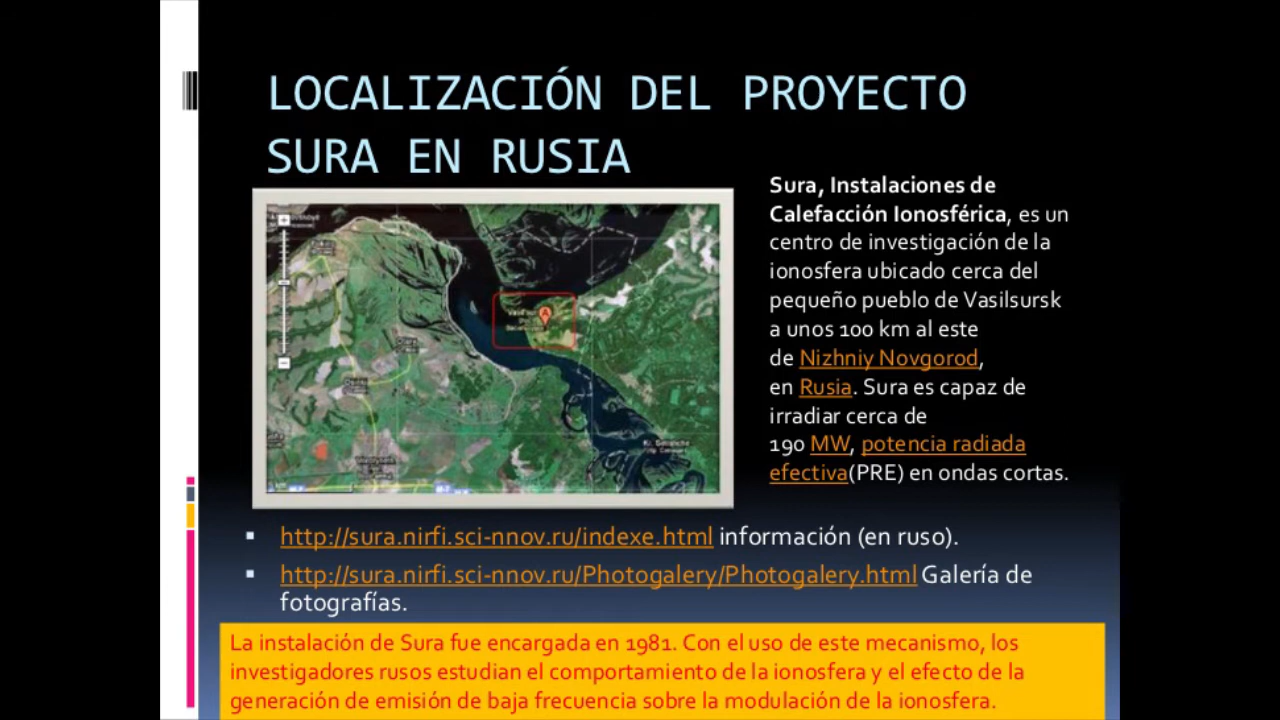 LOCALIZACIÓN DEL PROYECTO
SURA EN RUSIA
Sura, Instalaciones de
Calefacción Ionosférica, es un
centro de investigación de la
ionosfera ubicado cerca del
pequeño pueblo de Vasilsursk
a unos 100 km al este
de Nizhniy Novgorod,
en Rusia. Sura es capaz de
irradiar cerca de
190 MW, potencia radiada
efectiva(PRE) en ondas cortas.
A
▪ http://sura.nirfi.sci-nnov.ru/indexe.html información (en ruso).
▪ http://sura.nirfi.sci-nnov.ru/Photogalery/Photogalery.html Galería de
fotografías.
La instalación de Sura fue encargada en 1981. Con el uso de este mecanismo, los
investigadores rusos estudian el comportamiento de la ionosfera y el efecto de la
generación de emisión de baja frecuencia sobre la modulación de la ionosfera.